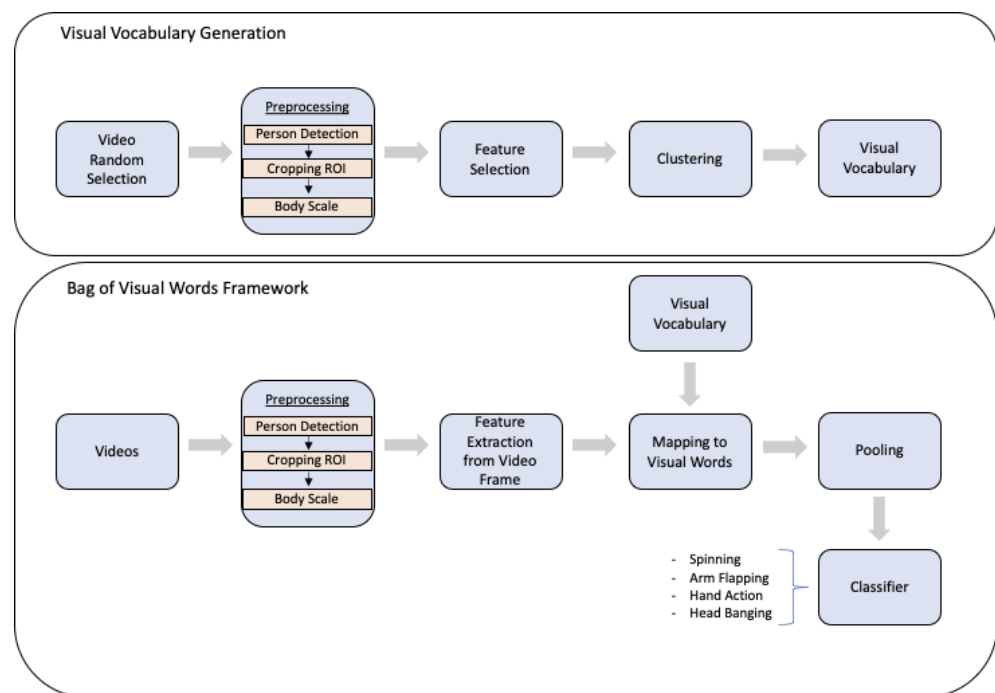 Visual Vocabulary Generation
Video
Random
Selection
Preprocessing
Person Detection
Cropping ROI
Body Scale
Feature
Selection
Clustering
Visual
Vocabulary
Bag of Visual Words Framework
Visual
Vocabulary
Videos
Preprocessing
Person Detection
Cropping ROI
Body Scale
Feature
Extraction
from Video
Frame
Mapping to
Visual Words
Pooling
- Spinning
- Arm Flapping
- Hand Action
- Head Banging
Classifier